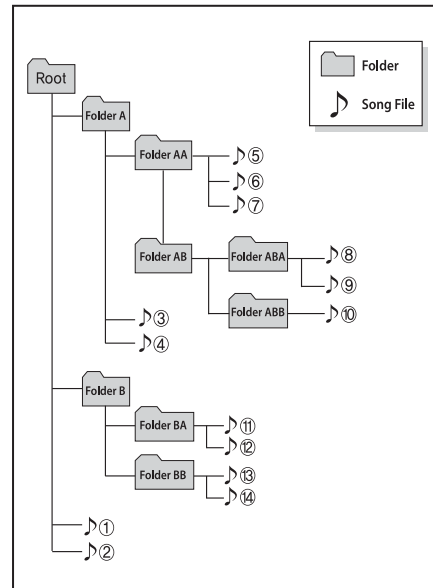 Root
Folder
Song File
Folder A
Folder AA
⑤
⑥
⑦
Folder AB
Folder ABA
⑧
⑨
Folder ABB
⑩
③
④
Folder B
Folder BA
⑪
⑫
Folder BB
⑬
⑭
①
②